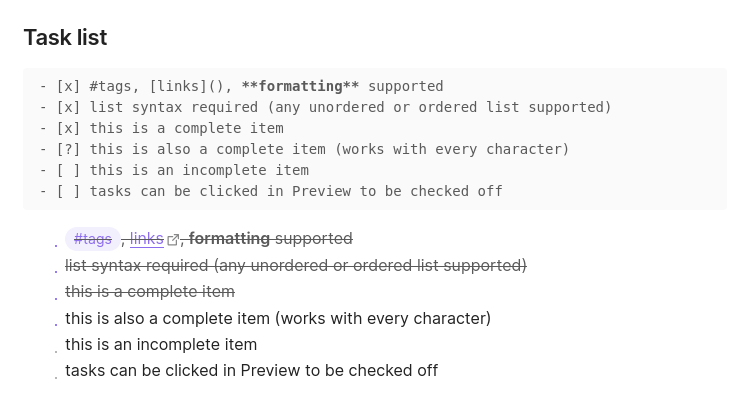 Task list
- [x] #tags, [links](), **formatting** supported
- [x] list syntax required (any unordered or ordered list supported)
- [x] this is a complete item
- [?] this is also a complete item (works with every character)
- [ ] this is an incomplete item
- [ ] tasks can be clicked in Preview to be checked off
#tags, links, formatting supported
list syntax required (any unordered or ordered list supported)
this is a complete item
this is also a complete item (works with every character)
this is an incomplete item
tasks can be clicked in Preview to be checked off